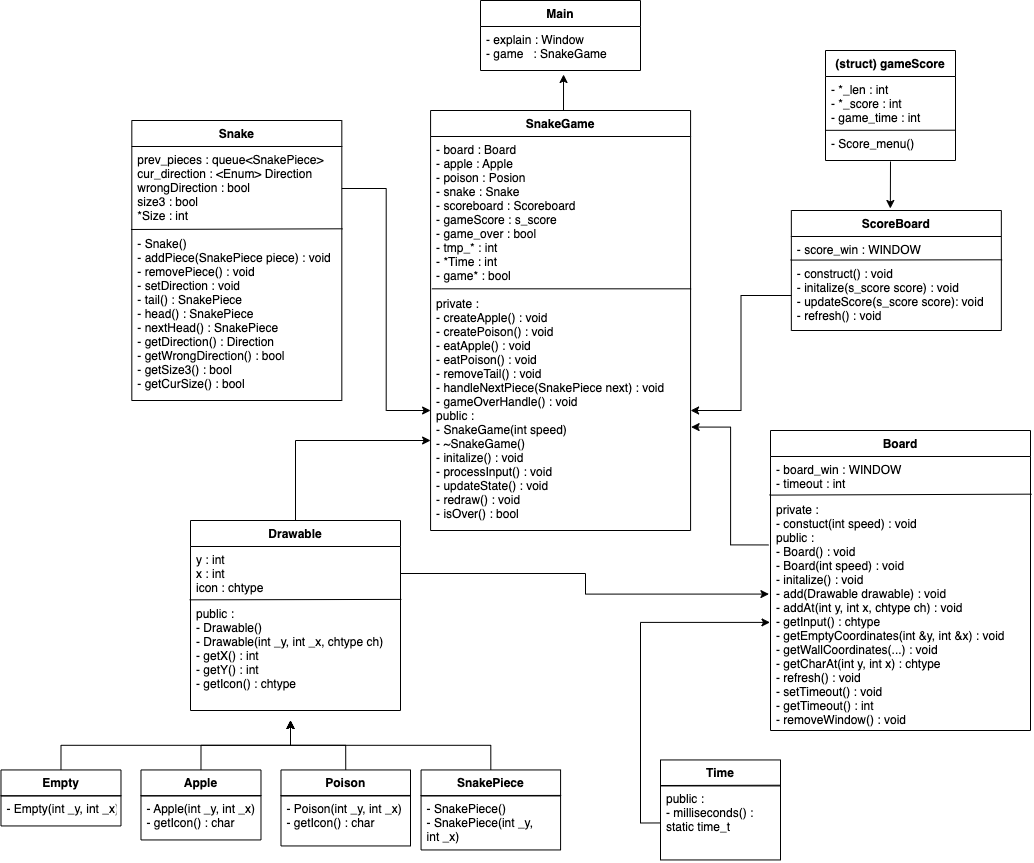 Main
- explain : Window
- game   : SnakeGame
(struct) gameScore
- *_len : int
- *_score : int
- game_time : int
- Score_menu()
Snake
prev_pieces : queue<SnakePiece>
cur_direction : <Enum> Direction
wrongDirection : bool
size3 : bool
*Size : int
- Snake()
- addPiece(SnakePiece piece) : void
- removePiece() : void
- setDirection : void
- tail() : SnakePiece
- head() : SnakePiece
- nextHead() : SnakePiece
- getDirection() : Direction
- getWrongDirection() : bool
- getSize3() : bool
- getCurSize() : bool
SnakeGame
- board : Board
- apple : Apple
- poison : Posion
- snake : Snake
- scoreboard : Scoreboard
- gameScore : s_score
- game_over : bool
- tmp_* : int
- *Time : int
- game* : bool
private :
- createApple() : void
- createPoison() : void
- eatApple() : void
- eatPoison() : void
- removeTail() : void
- handleNextPiece(SnakePiece next) : void
- gameOverHandle() : void
public :
- SnakeGame(int speed)
- ~SnakeGame()
- initalize() : void
- processInput() : void
- updateState() : void
- redraw() : void
- isOver() : bool
ScoreBoard
- score_win : WINDOW
- construct() : void
- initalize(s_score score) : void
- updateScore(s_score score): void
- refresh() : void
Board
- board_win : WINDOW
- timeout : int
private :
- constuct(int speed) : void
public :
- Board() : void
- Board(int speed) : void
- initalize() : void
- add(Drawable drawable) : void
- addAt(int y, int x, chtype ch) : void
- getInput() : chtype
- getEmptyCoordinates(int &y, int &x) : void
- getWallCoordinates(...) : void
- getCharAt(int y, int x) : chtype
- refresh() : void
- setTimeout() : void
- getTimeout() : int
- removeWindow() : void
Drawable
y : int
x : int
icon : chtype
public :
- Drawable()
- Drawable(int _y, int _x, chtype ch)
- getX() : int
- getY() : int
- getIcon() : chtype
Empty
- Empty(int _y, int _x)
Apple
- Apple(int _y, int _x)
- getIcon() : char
Poison
- Poison(int _y, int _x)
- getIcon() : char
SnakePiece
- SnakePiece()
- SnakePiece(int _y,
int _x)
Time
public :
- milliseconds() :
static time_t